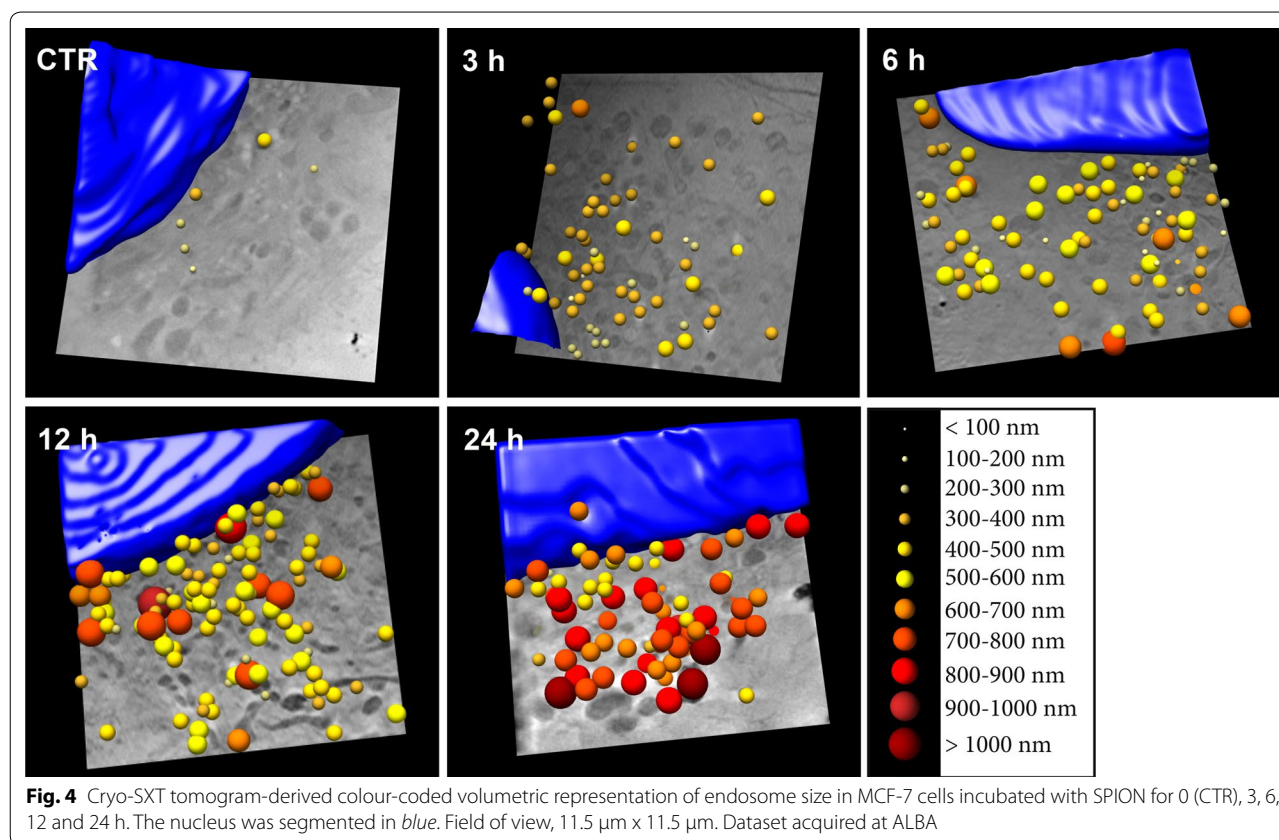 CTR
3 h
6 h
12 h
24 h
< 100 nm
100-200 nm
200-300 nm
300-400 nm
400-500 nm
500-600 nm
600-700 nm
700-800 nm
800-900 nm
900-1000 nm
> 1000 nm
Fig. 4 Cryo-SXT tomogram-derived colour-coded volumetric representation of endosome size in MCF-7 cells incubated with SPION for 0 (CTR), 3, 6,
12 and 24 h. The nucleus was segmented in blue. Field of view, 11.5 µm x 11.5 µm. Dataset acquired at ALBA